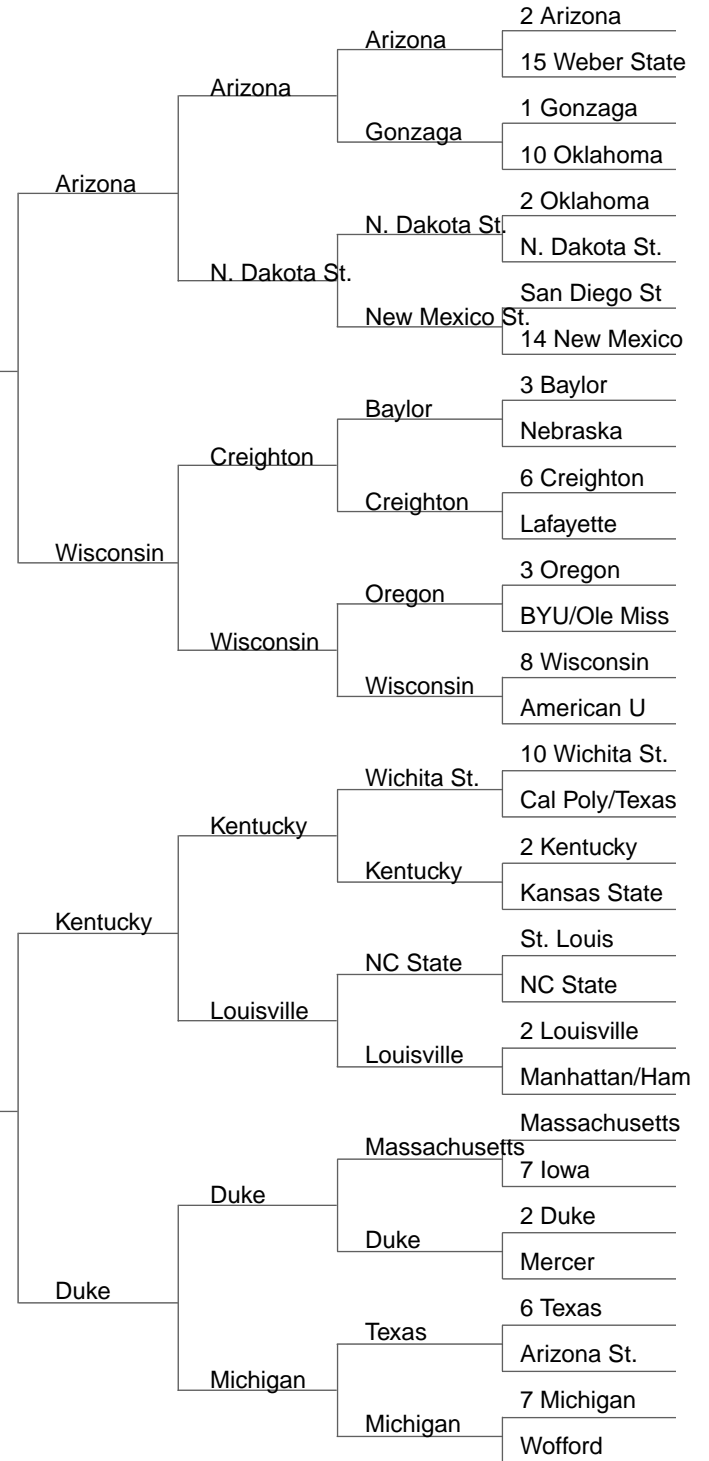 2 Arizona
Arizona
15 Weber State
Arizona
1 Gonzaga
Gonzaga
10 Oklahoma
Arizona
2 Oklahoma
N. Dakota St.
N. Dakota St.
N. Dakota St.
San Diego St
New Mexico St.
14 New Mexico
3 Baylor
Baylor
Nebraska
Creighton
6 Creighton
Creighton
Lafayette
Wisconsin
3 Oregon
Oregon
BYU/Ole Miss
Wisconsin
8 Wisconsin
Wisconsin
American U
10 Wichita St.
Wichita St.
Cal Poly/Texas
Kentucky
2 Kentucky
Kentucky
Kansas State
Kentucky
St. Louis
NC State
NC State
Louisville
2 Louisville
Louisville
Manhattan/Ham
Massachusetts
Massachusetts
7 Iowa
Duke
2 Duke
Duke
Mercer
Duke
6 Texas
Texas
Arizona St.
Michigan
7 Michigan
Michigan
Wofford